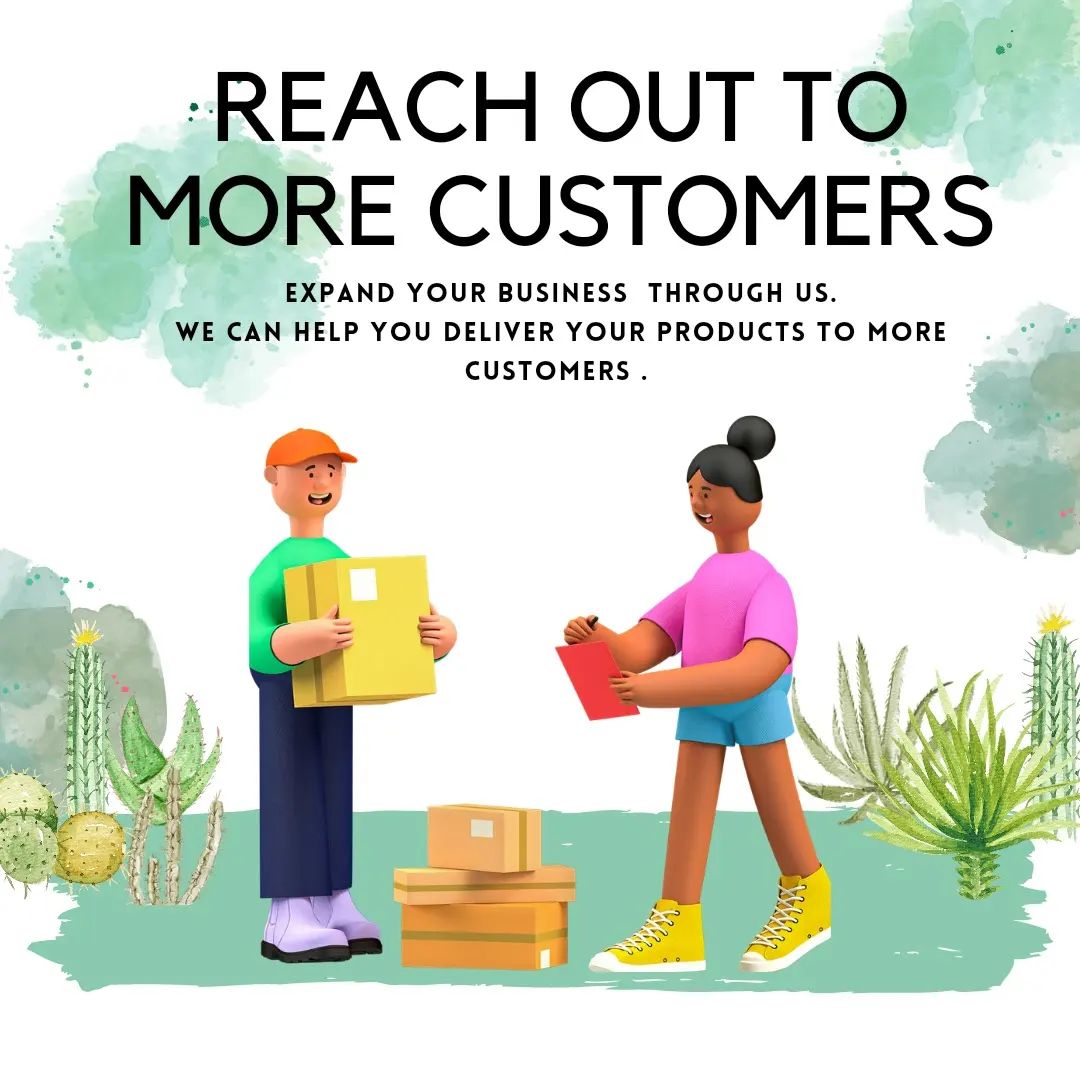 REACH OUT TO
MORE CUSTOMERS
EXPAND YOUR BUSINESS  THROUGH US.
WE CAN HELP YOU DELIVER YOUR PRODUCTS TO MORE
CUSTOMERS .